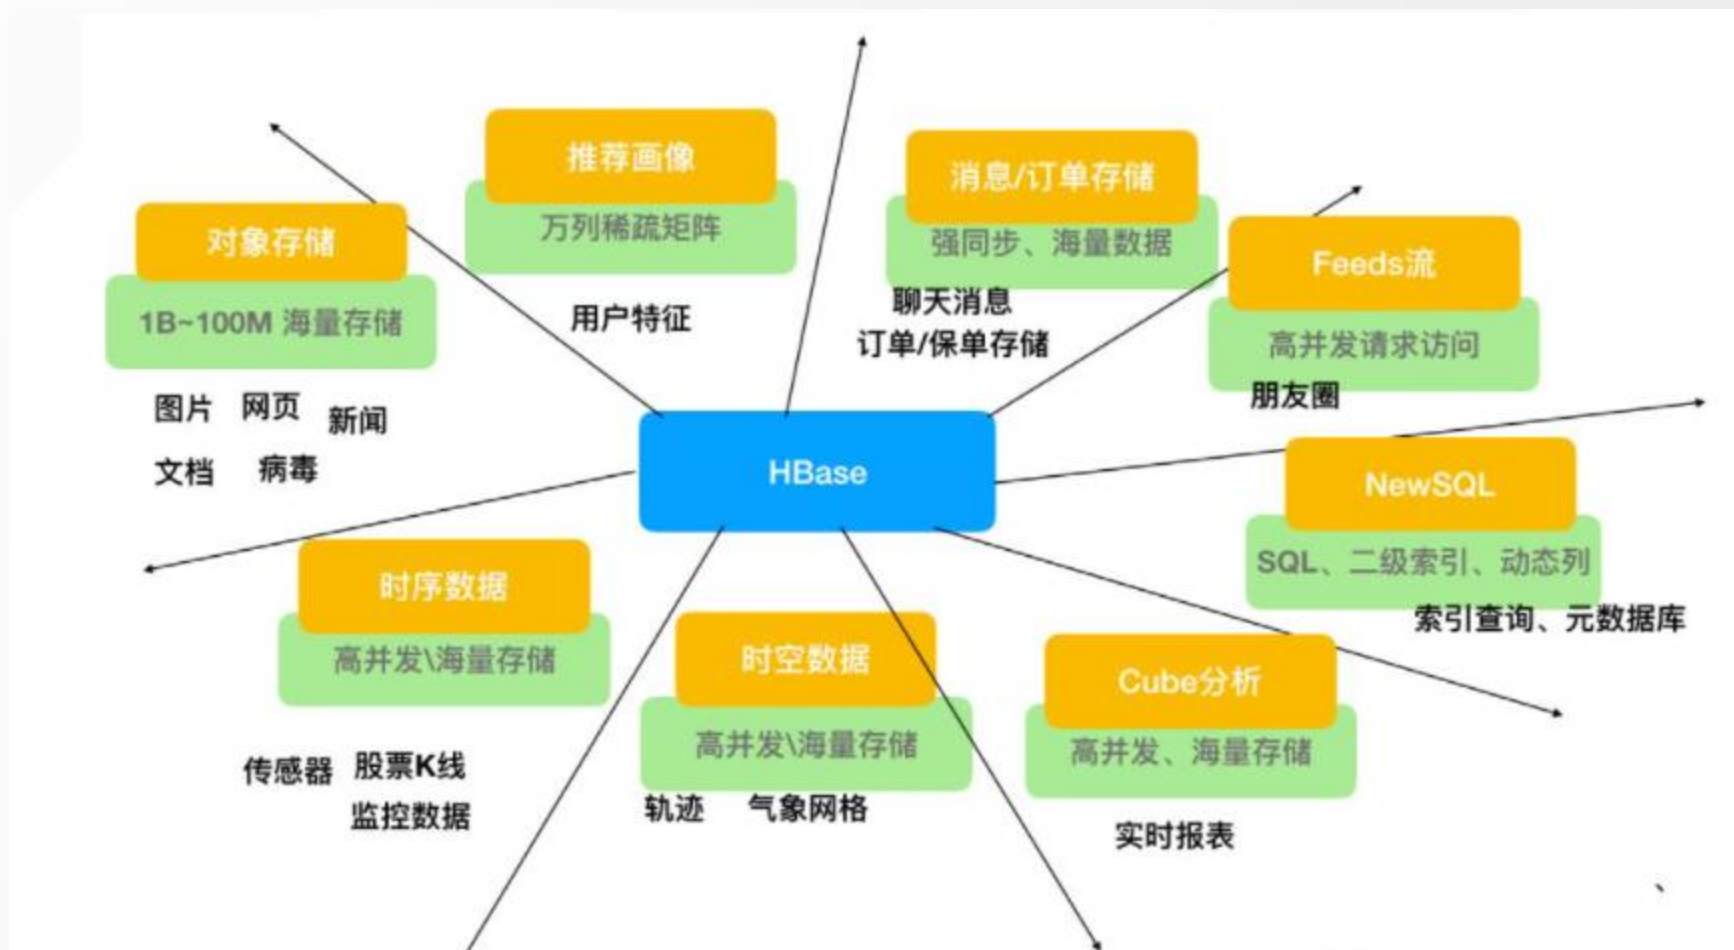 推荐画像
万列稀疏矩阵
用户特征
消息/订单存储
强同步、海量数据
聊天消息
订单/保单存储
对象存储
1B~100M 海量存储
图片 网页 新闻
文档 病毒
Feeds流
高并发请求访问
朋友圈
HBase
NewSQL
SQL、二级索引、动态列
索引查询、元数据库
时序数据
高并发\海量存储
传感器 股票K线
监控数据
时空数据
高并发\海量存储
轨迹 气象网格
Cube分析
高并发、海量存储
实时报表
、